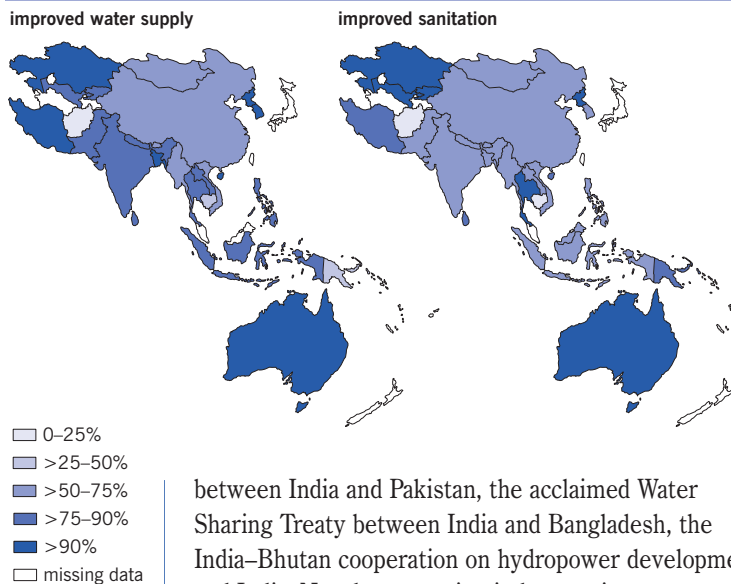 improved water supply
improved sanitation
0–25%
>25–50%
>50–75%
>75–90%
>90%
missing data
between India and Pakistan, the acclaimed Water
Sharing Treaty between India and Bangladesh, the
India–Bhutan cooperation on hydropower developme